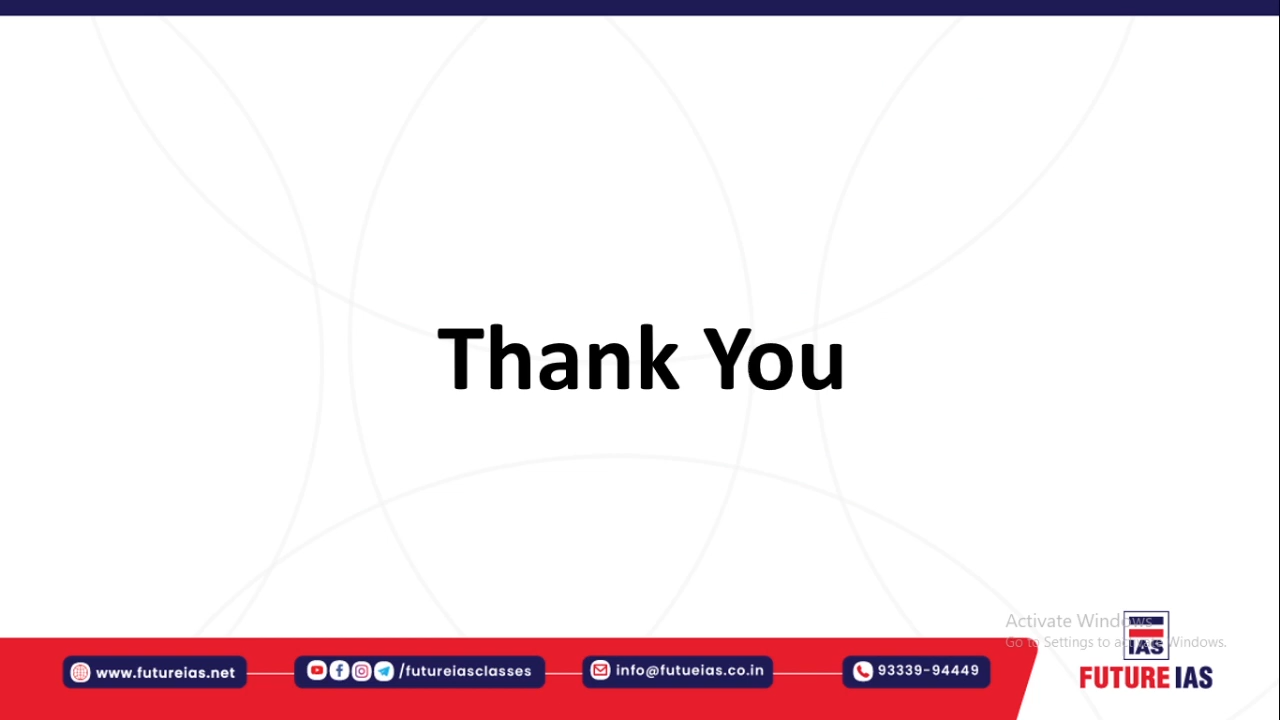 Thank You
Activate Windows
Go to Settings to activate Windows.
IAS
FUTURE IAS
www.futureias.net
/futureiasclasses
info@futueias.co.in
93339-94449